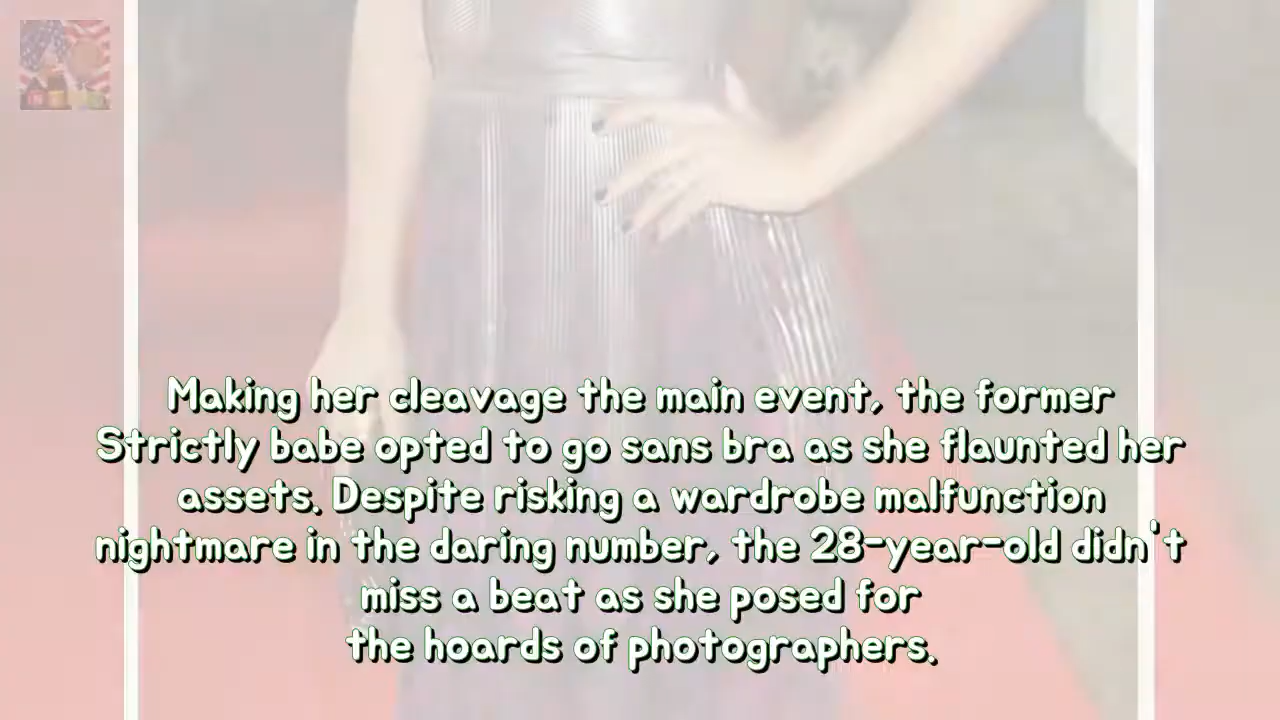 Making her cleavage the main event, the former
Strictly babe opted to go sans bra as she flaunted her
assets. Despite risking a wardrobe malfunction
nightmare in the daring number, the 28-year-old didn't
miss a beat as she posed for
the hoards of photographers.